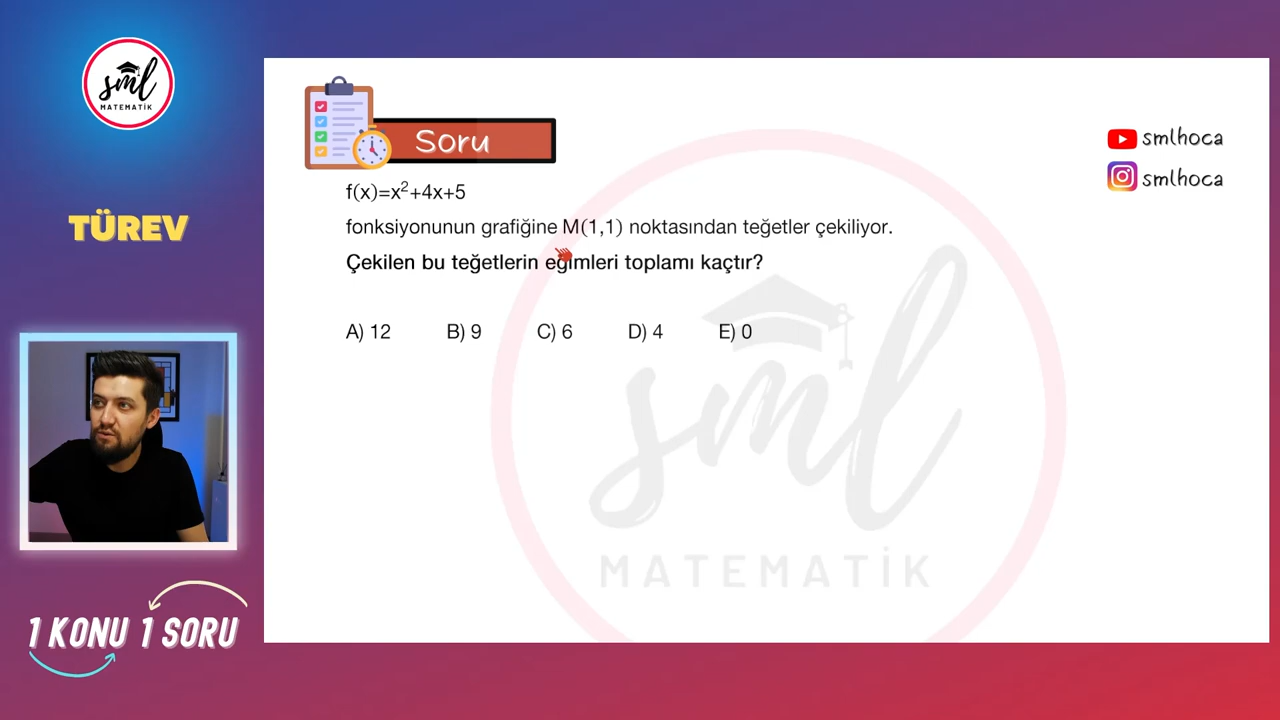 sml
MATEMATİK
Soru
smlhoca
smlhoca
f(x)=x²+4x+5
fonksiyonunun grafiğine M(1,1) noktasından teğetler çekiliyor.
Çekilen bu teğetlerin eğimleri toplamı kaçtır?
A) 12 B) 9 C) 6 D) 4 E) 0
TÜREV
sml
MATEMATİK
1 KONU 1 SORU